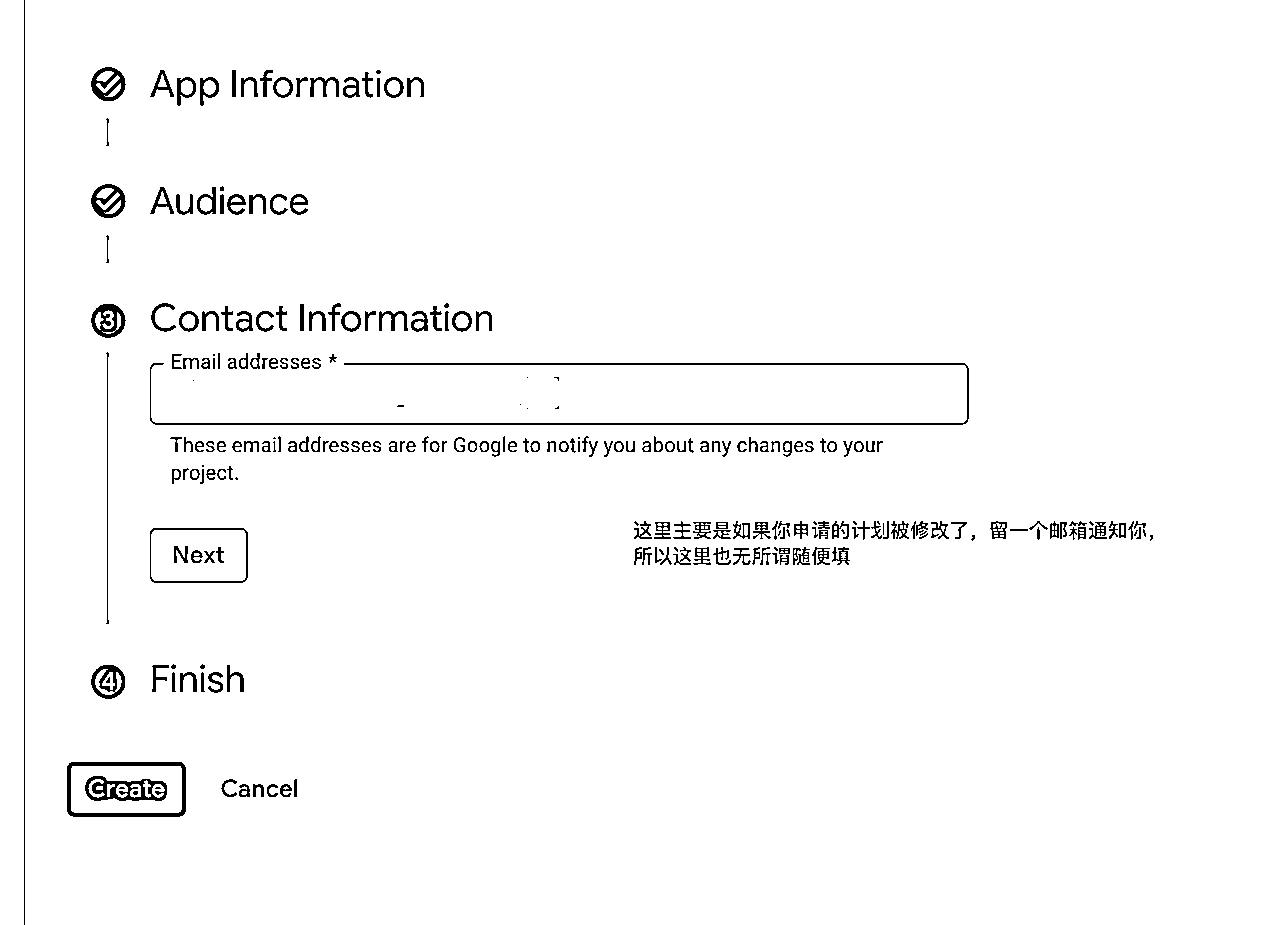 App Information
Audience
3 Contact Information
Email addresses *
These email addresses are for Google to notify you about any changes to your
project.
这里主要是如果你申请的计划被修改了，留一个邮箱通知你，
所以这里也无所谓随便填
Next
4 Finish
Create Cancel